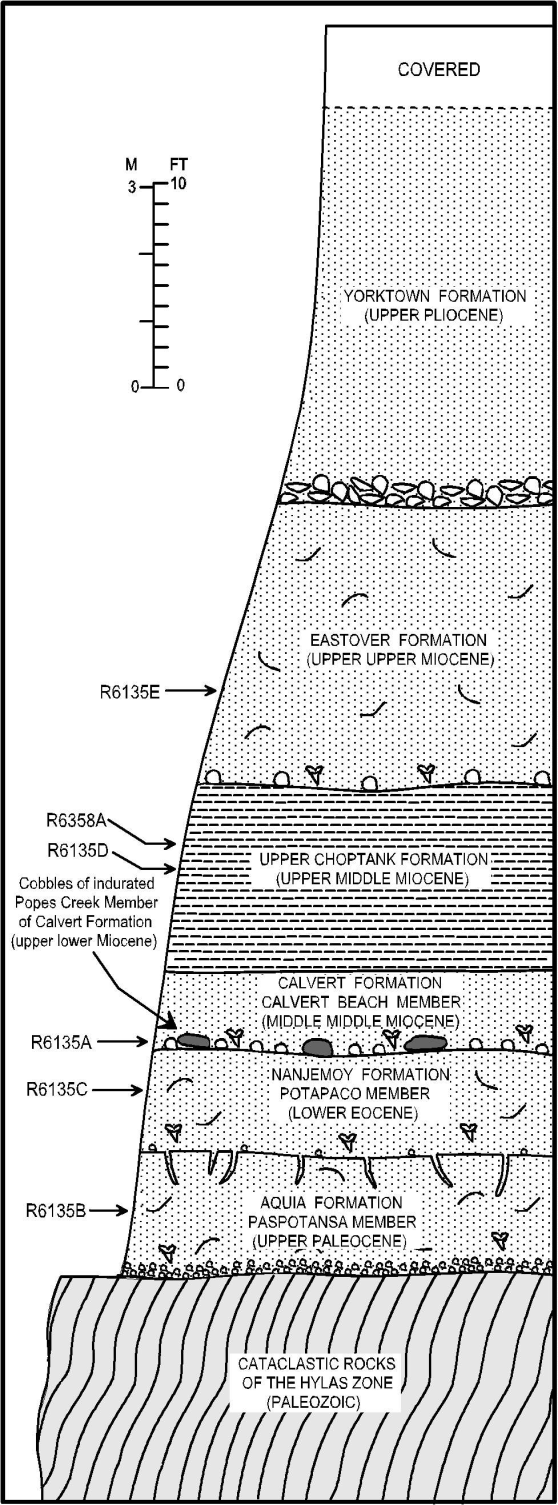 COVERED
M FT
3 10
0 0
YORKTOWN FORMATION
(UPPER PLIOCENE)
EASTOVER FORMATION
(UPPER UPPER MIOCENE)
R6135E
R6358A
R6135D
UPPER CHOPTANK FORMATION
(UPPER MIDDLE MIOCENE)
Cobbles of indurated
Popes Creek Member
of Calvert Formation
(upper lower Miocene)
CALVERT FORMATION
CALVERT BEACH MEMBER
(MIDDLE MIDDLE MIOCENE)
R6135A
NANJEMOY FORMATION
POTAPACO MEMBER
(LOWER EOCENE)
R6135C
AQUIA FORMATION
PASPOTANSA MEMBER
(UPPER PALEOCENE)
R6135B
CATACLASTIC ROCKS
OF THE HYLAS ZONE
(PALEOZOIC)